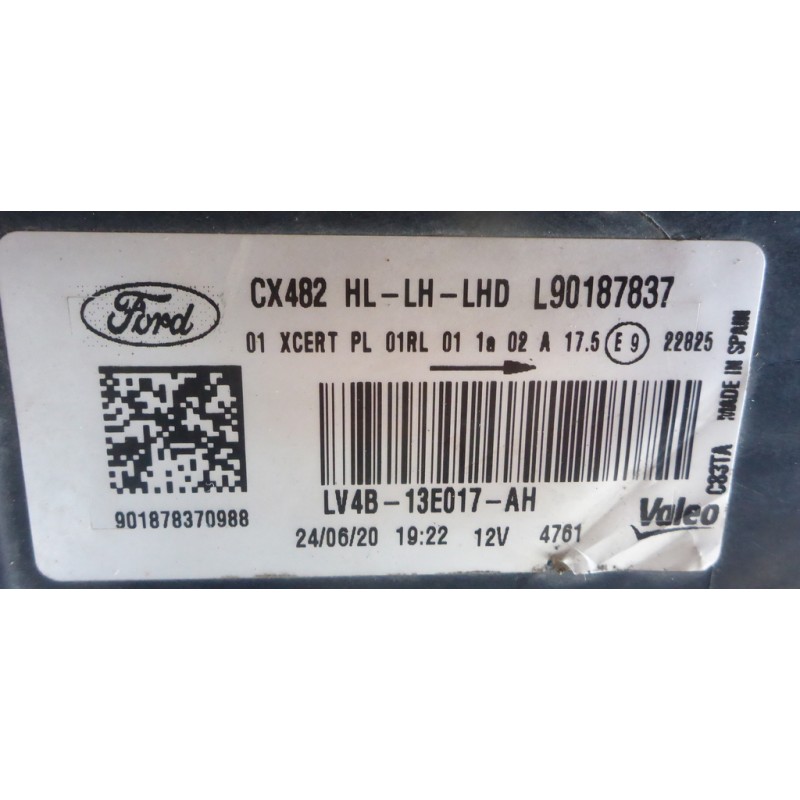 Ford
CX482 HL-LH-LHD L90187837
01 XCERT PL 01RL 01 1a 02 A 17.5 E9 22825
901878370988
LV4B-13E017-AH
24/06/20 19:22 12V 4761
Valeo
C83TA MADE IN SPAIN